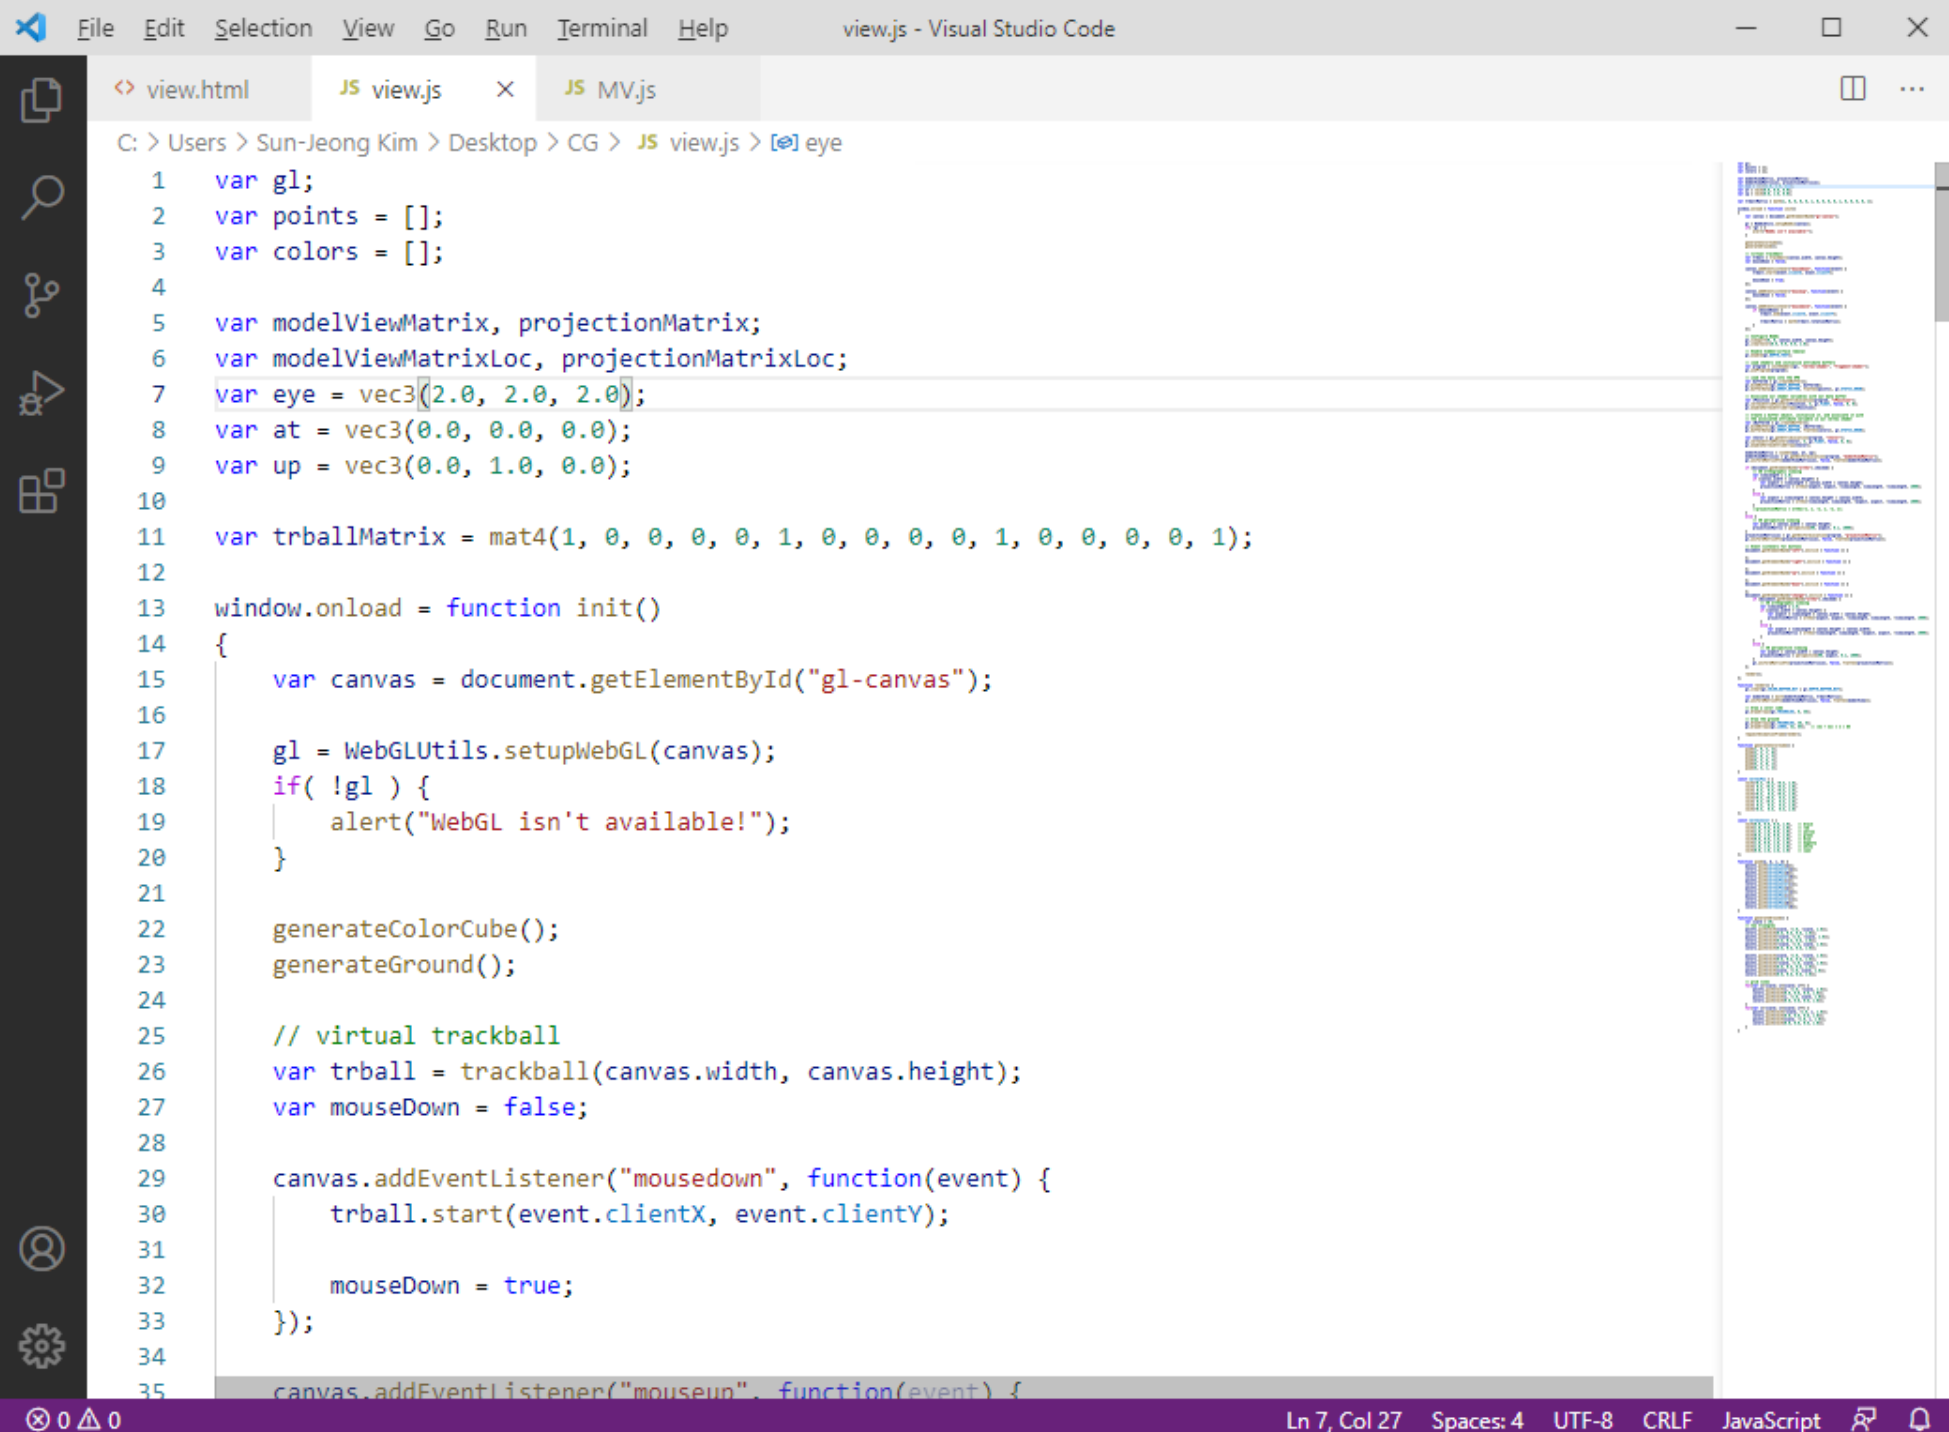 File Edit Selection View Go Run Terminal Help view.js - Visual Studio Code
<> view.html JS view.js JS MV.js
C: > Users > Sun-Jeong Kim > Desktop > CG > JS view.js > eye
1 var gl;
2 var points = [];
3 var colors = [];
4
5 var modelViewMatrix, projectionMatrix;
6 var modelViewMatrixLoc, projectionMatrixLoc;
7 var eye = vec3(2.0, 2.0, 2.0);
8 var at = vec3(0.0, 0.0, 0.0);
9 var up = vec3(0.0, 1.0, 0.0);
10
11 var trballMatrix = mat4(1, 0, 0, 0, 0, 1, 0, 0, 0, 0, 1, 0, 0, 0, 0, 1);
12
13 window.onload = function init()
14 {
15     var canvas = document.getElementById("gl-canvas");
16
17     gl = WebGLUtils.setupWebGL(canvas);
18     if( !gl ) {
19         alert("WebGL isn't available!");
20     }
21
22     generateColorCube();
23     generateGround();
24
25     // virtual trackball
26     var trball = trackball(canvas.width, canvas.height);
27     var mouseDown = false;
28
29     canvas.addEventListener("mousedown", function(event) {
30         trball.start(event.clientX, event.clientY);
31
32         mouseDown = true;
33     });
34
35     canvas.addEventListener("mouseup", function(event) {
0 0 Ln 7, Col 27 Spaces: 4 UTF-8 CRLF JavaScript